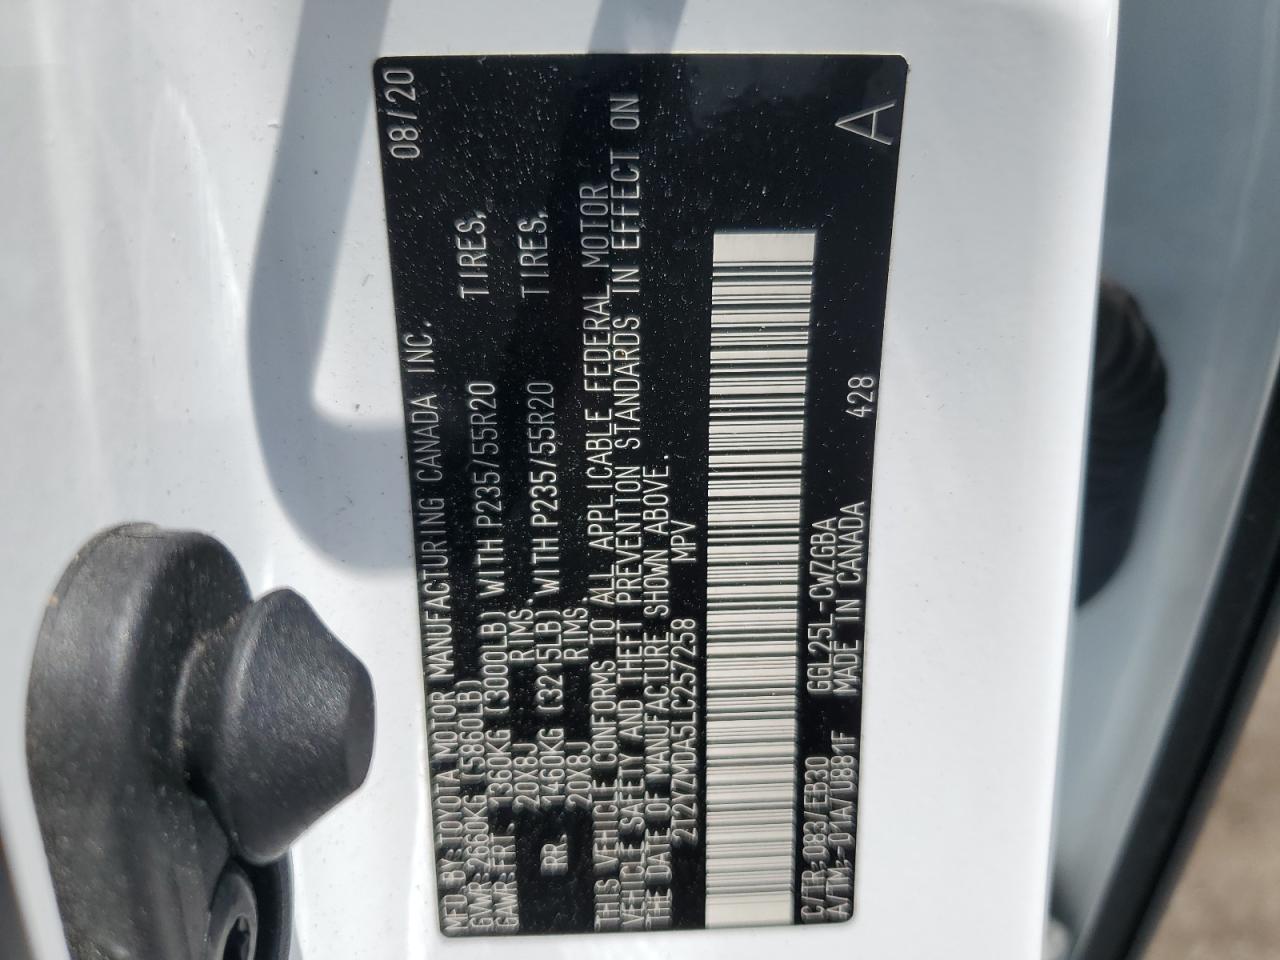 MFD BY: TOYOTA MOTOR MANUFACTURING CANADA INC. 08/20
GVWR: 2660KG (5860LB)
GAWR: FRT. 1360KG (3000LB) WITH P235/55R20 TIRES,
20X8J RIMS.
RR. 1460KG (3215LB) WITH P235/55R20 TIRES,
20X8J RIMS.
THIS VEHICLE CONFORMS TO ALL APPLICABLE FEDERAL MOTOR
VEHICLE SAFETY AND THEFT PREVENTION STANDARDS IN EFFECT ON
THE DATE OF MANUFACTURE SHOWN ABOVE.
2T2YZMDA5LC257258 MPV
C/TR: 083/EB30 GGL25L-CWZGBA
A/TM: -01A/U881F MADE IN CANADA 428 A